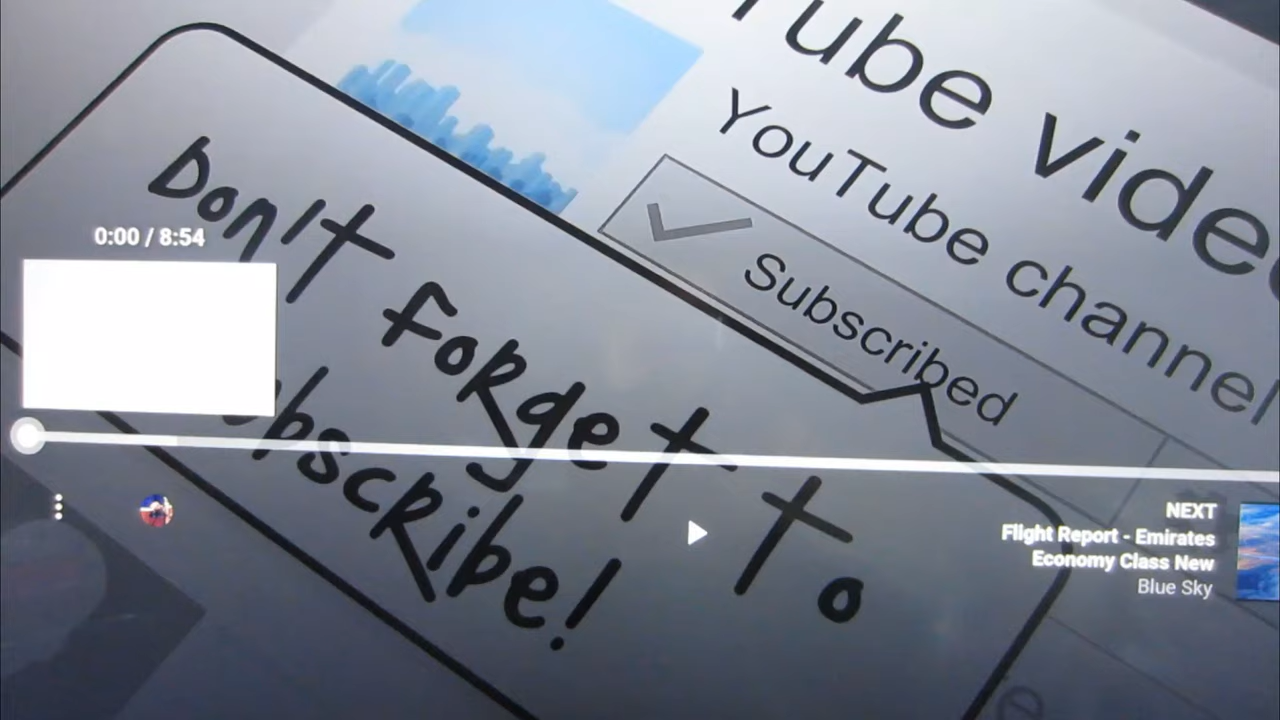 Tube vide
YouTube channel
Subscribed
Don't forget to
ubscribe!
0:00 / 8:54
NEXT
Flight Report - Emirates
Economy Class New
Blue Sky